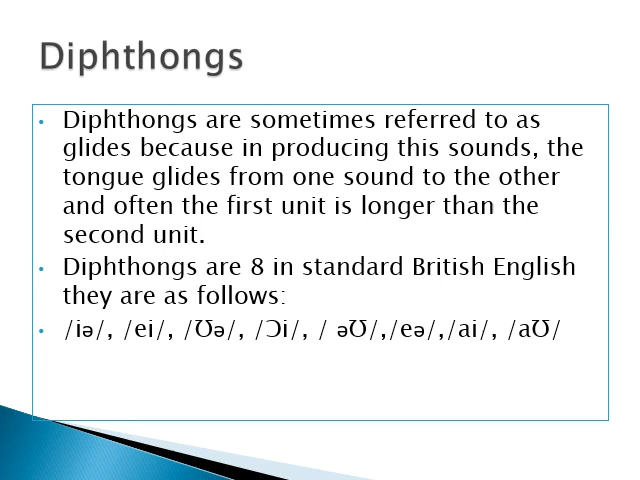 Diphthongs
• Diphthongs are sometimes referred to as
glides because in producing this sounds, the
tongue glides from one sound to the other
and often the first unit is longer than the
second unit.
• Diphthongs are 8 in standard British English
they are as follows:
• /iə/, /ei/, /Ʊə/, /Ɔi/, / əƱ/,/eə/,/ai/, /aƱ/